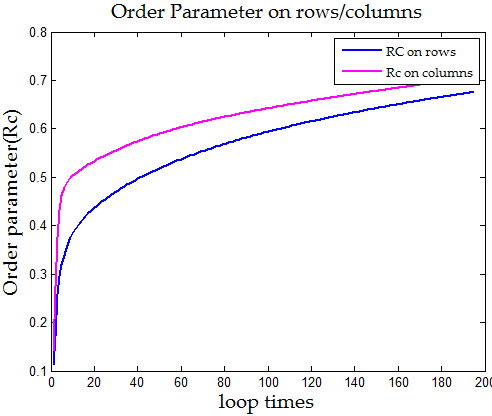 Order Parameter on rows/columns
0.8
0.7
0.6
0.5
0.4
0.3
0.2
0.1
Order parameter(Rc)
RC on rows
Rc on columns
0 20 40 60 80 100 120 140 160 180 200
loop times